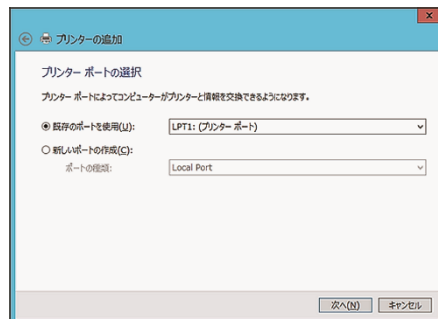 プリンターの追加
プリンター ポートの選択
プリンター ポートによってコンピューターがプリンターと情報を交換できるようになります。
既存のポートを使用(U): LPT1: (プリンター ポート)
新しいポートの作成(C):
ポートの種類: Local Port
次へ(N) キャンセル